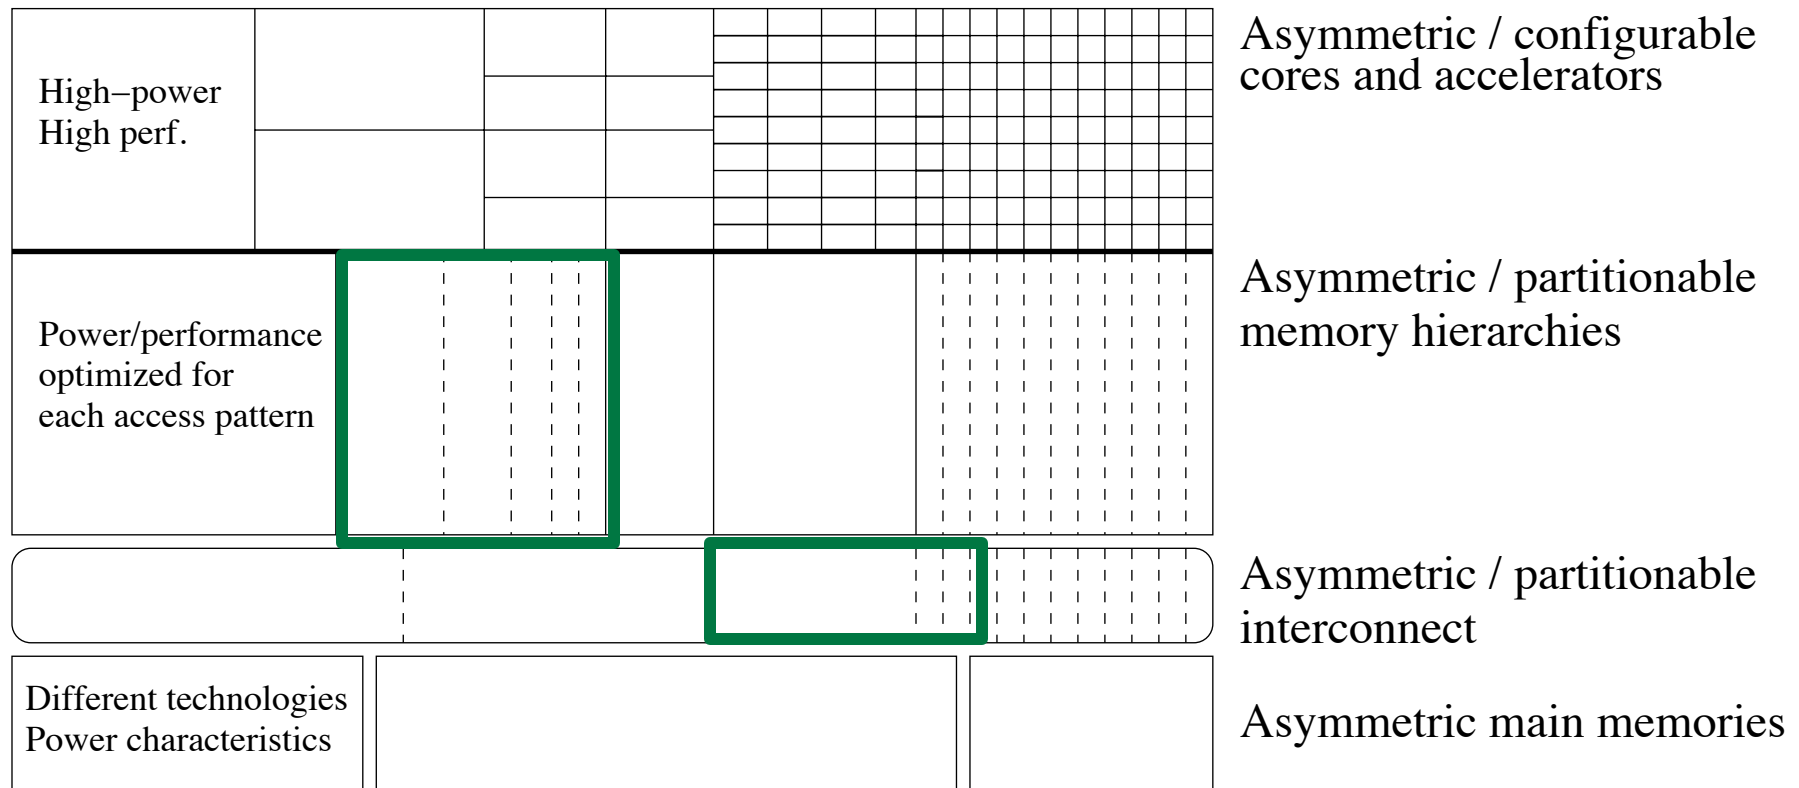 High−power
High perf.
Asymmetric / configurable
cores and accelerators
Power/performance
optimized for
each access pattern
Asymmetric / partitionable
memory hierarchies
Asymmetric / partitionable
interconnect
Different technologies
Power characteristics
Asymmetric main memories